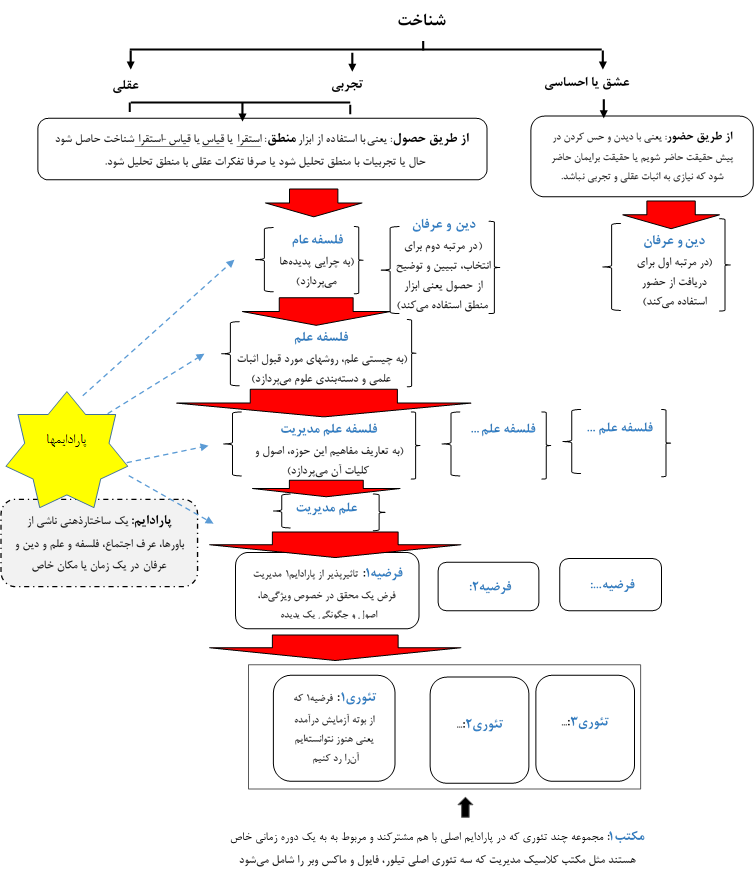 شناخت
عشق یا احساسی
تجربی
عقلی
از طریق حضور: یعنی با دیدن و حس کردن در
پیش حقیقت حاضر شویم یا حقیقت برایمان حاضر
شود که نیازی به اثبات عقلی و تجربی نباشد.
از طریق حصول: یعنی با استفاده از ابزار منطق: استقرا یا قیاس یا قیاس -استقرا شناخت حاصل شود
حال یا تجربیات با منطق تحلیل شود یا صرفا تفکرات عقلی با منطق تحلیل شود.
دین و عرفان
(در مرتبه اول برای
دریافت از حضور
استفاده می‌کند)
دین و عرفان
(در مرتبه دوم برای
انتخاب، تبیین و توضیح
از حصول یعنی ابزار
منطق استفاده می‌کند)
فلسفه عام
(به چرایی پدیده‌ها
می‌پردازد)
فلسفه علم
(به چیستی علم، روشهای مورد قبول اثبات
علمی و دسته‌بندی علوم می‌پردازد)
فلسفه علم ...
فلسفه علم ...
فلسفه علم مدیریت
(به تعاریف مفاهیم این حوزه، اصول و
کلیات آن می‌پردازد)
پارادایمها
علم مدیریت
پارادایم: یک ساختارذهنی ناشی از
باورها، عرف اجتماع، فلسفه و علم و دین و
عرفان در یک زمان یا مکان خاص
فرضیه۱: تاثیرپذیر از پارادایم۱ مدیریت
فرض یک محقق در خصوص ویژگی‌ها،
اصول و چگونگی یک پدیده
فرضیه۲:
فرضیه...:
تئوری۱: فرضیه۱ که
از بوته آزمایش درآمده
یعنی هنوز نتوانسته‌ایم
آن‌را رد کنیم
تئوری۲:...
تئوری۳:...
مکتب۱: مجموعه چند تئوری که در پارادایم اصلی با هم مشترکند و مربوط به به یک دوره زمانی خاص
هستند مثل مکتب کلاسیک مدیریت که سه تئوری اصلی تیلور، فایول و ماکس وبر را شامل می‌شود